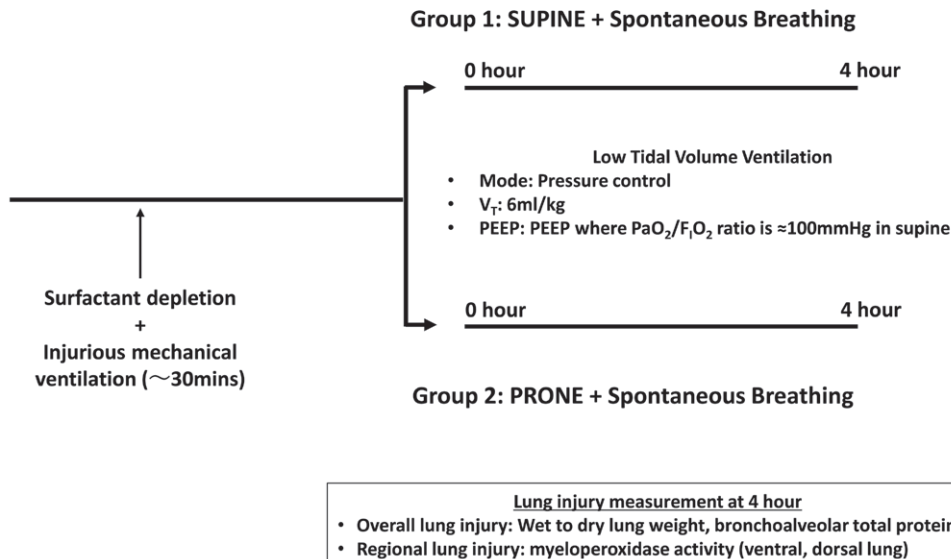 Group 1: SUPINE + Spontaneous Breathing
0 hour 4 hour
Low Tidal Volume Ventilation
• Mode: Pressure control
• V_T: 6ml/kg
• PEEP: PEEP where PaO₂/F_IO₂ ratio is ≈100mmHg in supine
Surfactant depletion
+
Injurious mechanical
ventilation (～30mins)
0 hour 4 hour
Group 2: PRONE + Spontaneous Breathing
Lung injury measurement at 4 hour
• Overall lung injury: Wet to dry lung weight, bronchoalveolar total protein
• Regional lung injury: myeloperoxidase activity (ventral, dorsal lung)